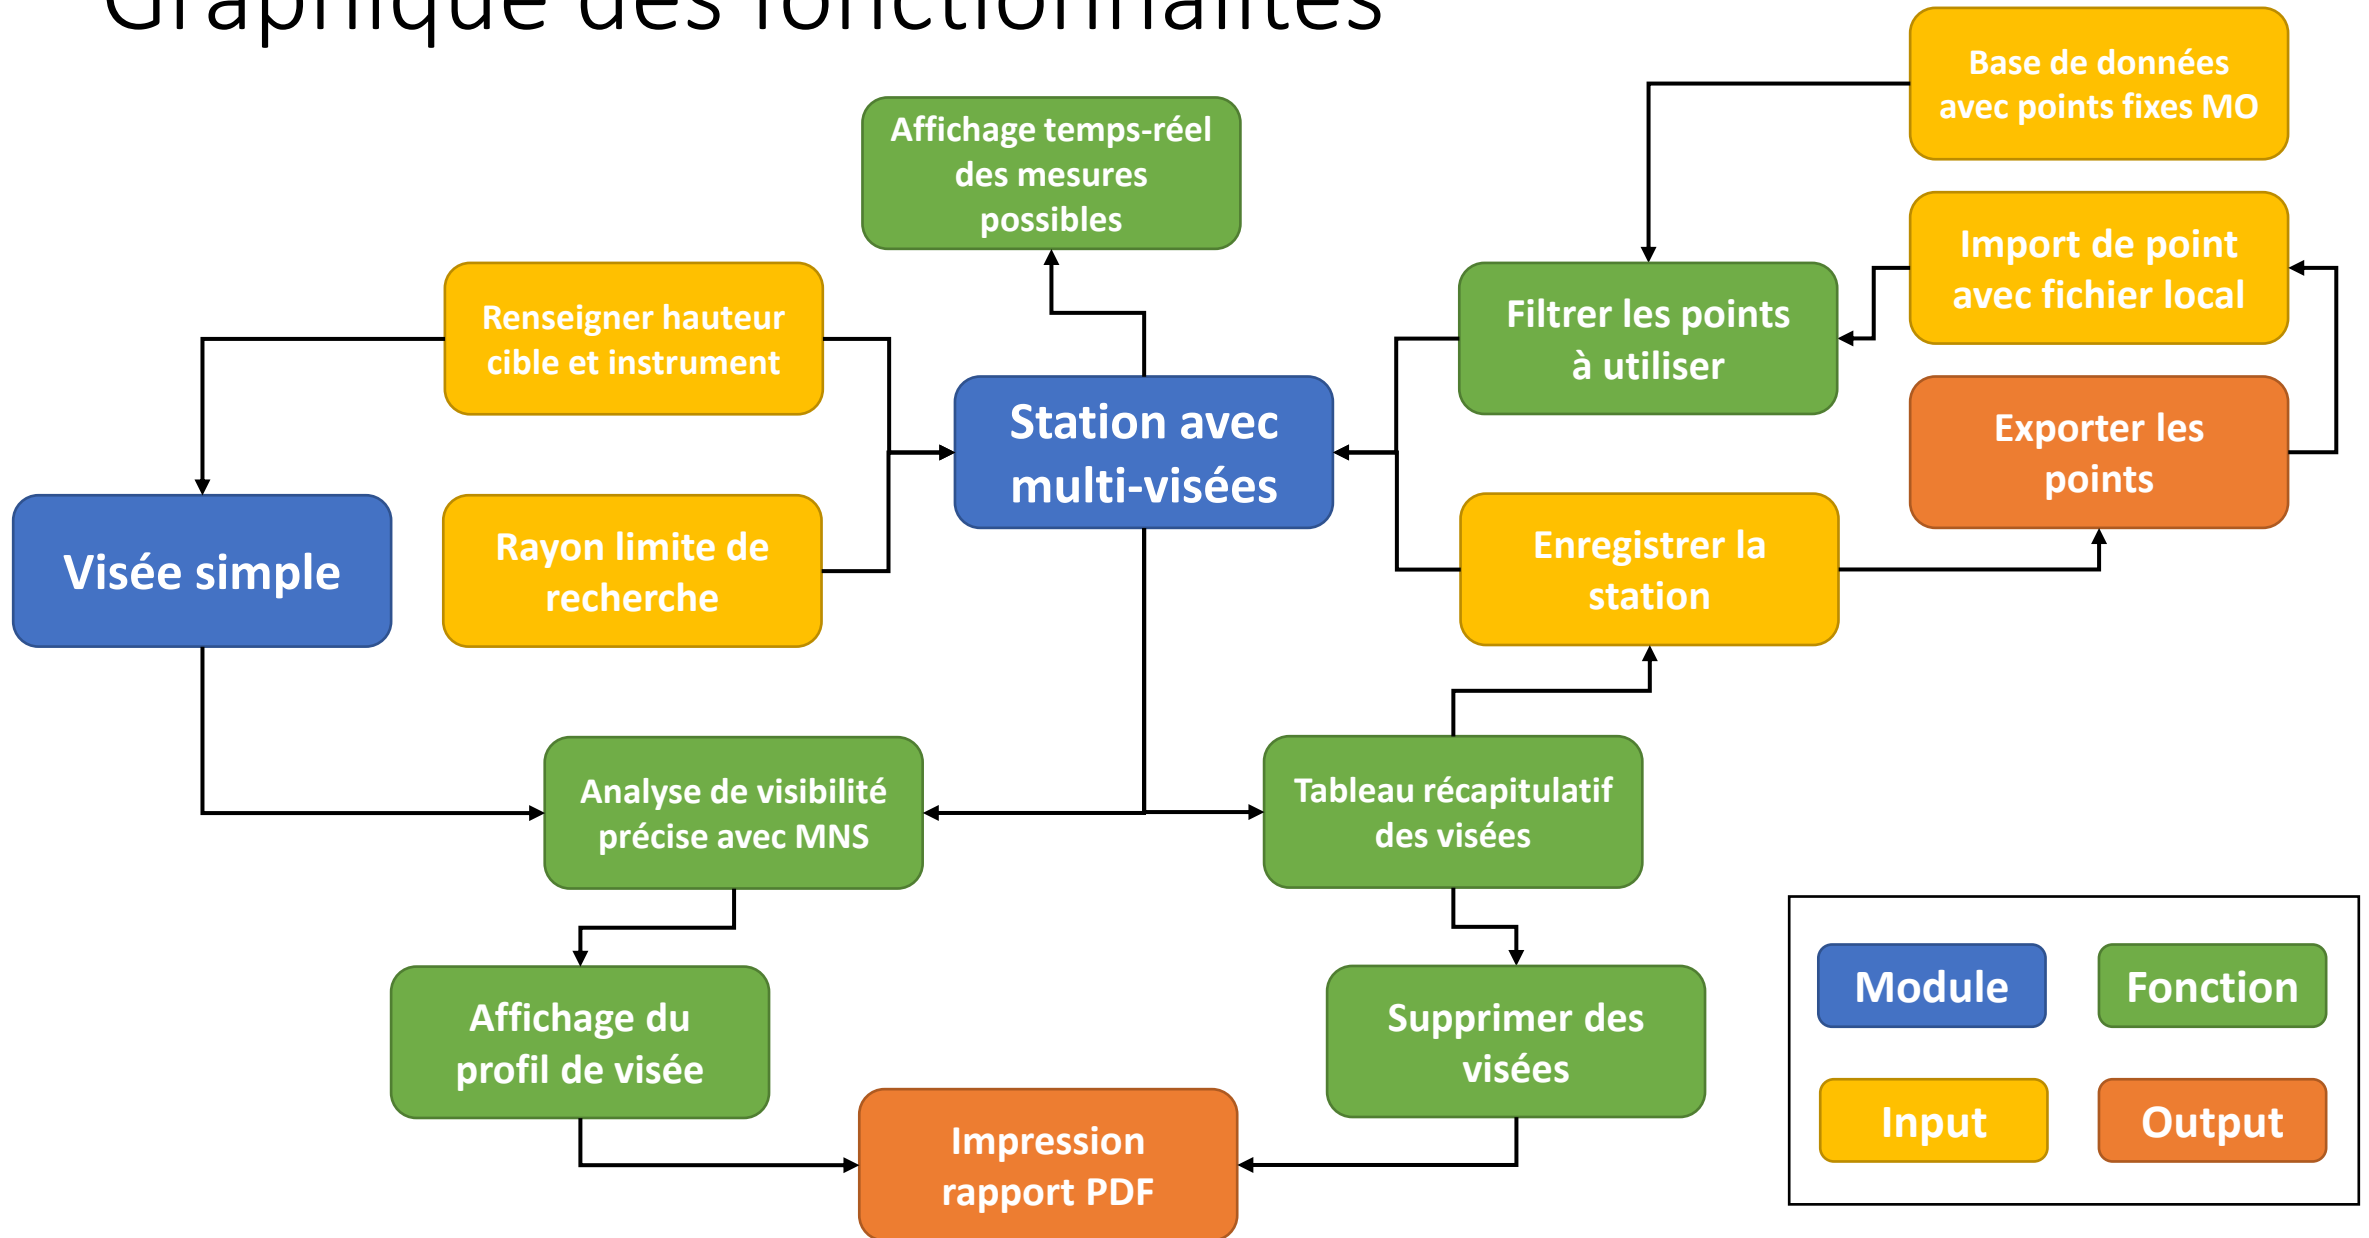 Graphique des fonctionnalités
Base de données
avec points fixes MO
Affichage temps-réel
des mesures
possibles
Import de point
avec fichier local
Renseigner hauteur
cible et instrument
Filtrer les points
à utiliser
Station avec
multi-visées
Exporter les
points
Visée simple
Rayon limite de
recherche
Enregistrer la
station
Analyse de visibilité
précise avec MNS
Tableau récapitulatif
des visées
Affichage du
profil de visée
Supprimer des
visées
Impression
rapport PDF
Module
Fonction
Input
Output